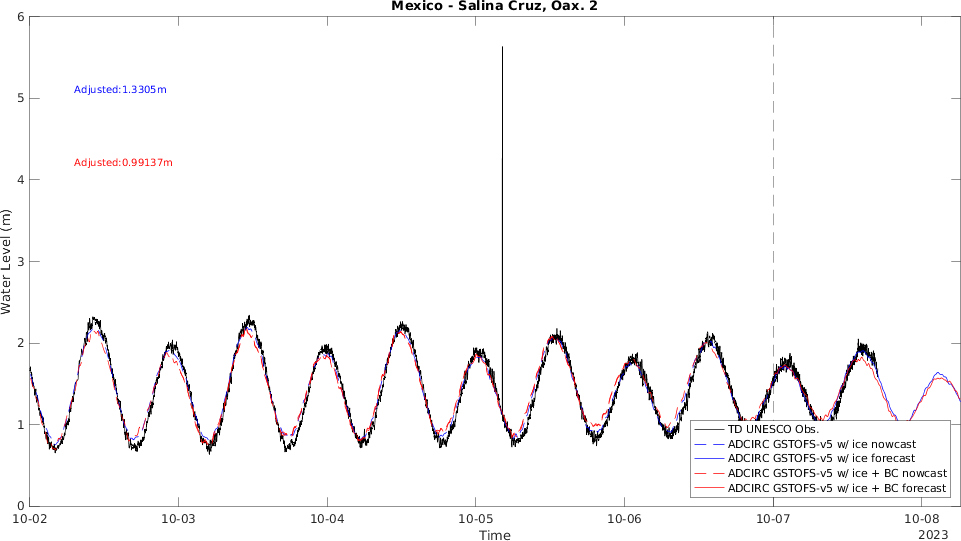 Mexico - Salina Cruz, Oax. 2
6
5
4
3
2
1
0
Water Level (m)
Adjusted:1.3305m
Adjusted:0.99137m
TD UNESCO Obs.
ADCIRC GSTOFS-v5 w/ ice nowcast
ADCIRC GSTOFS-v5 w/ ice forecast
ADCIRC GSTOFS-v5 w/ ice + BC nowcast
ADCIRC GSTOFS-v5 w/ ice + BC forecast
10-02 10-03 10-04 10-05 10-06 10-07 10-08
2023
Time